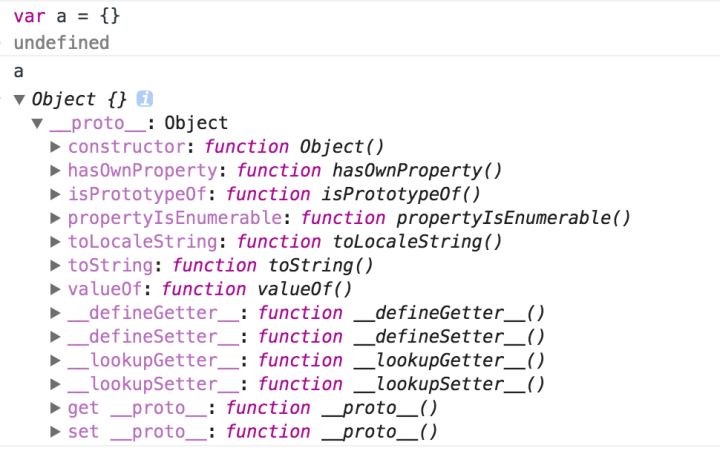 var a = {}
undefined
a
▼ Object {} i
▼ __proto__: Object
▶ constructor: function Object()
▶ hasOwnProperty: function hasOwnProperty()
▶ isPrototypeOf: function isPrototypeOf()
▶ propertyIsEnumerable: function propertyIsEnumerable()
▶ toLocaleString: function toLocaleString()
▶ toString: function toString()
▶ valueOf: function valueOf()
▶ __defineGetter__: function __defineGetter__()
▶ __defineSetter__: function __defineSetter__()
▶ __lookupGetter__: function __lookupGetter__()
▶ __lookupSetter__: function __lookupSetter__()
▶ get __proto__: function __proto__()
▶ set __proto__: function __proto__()